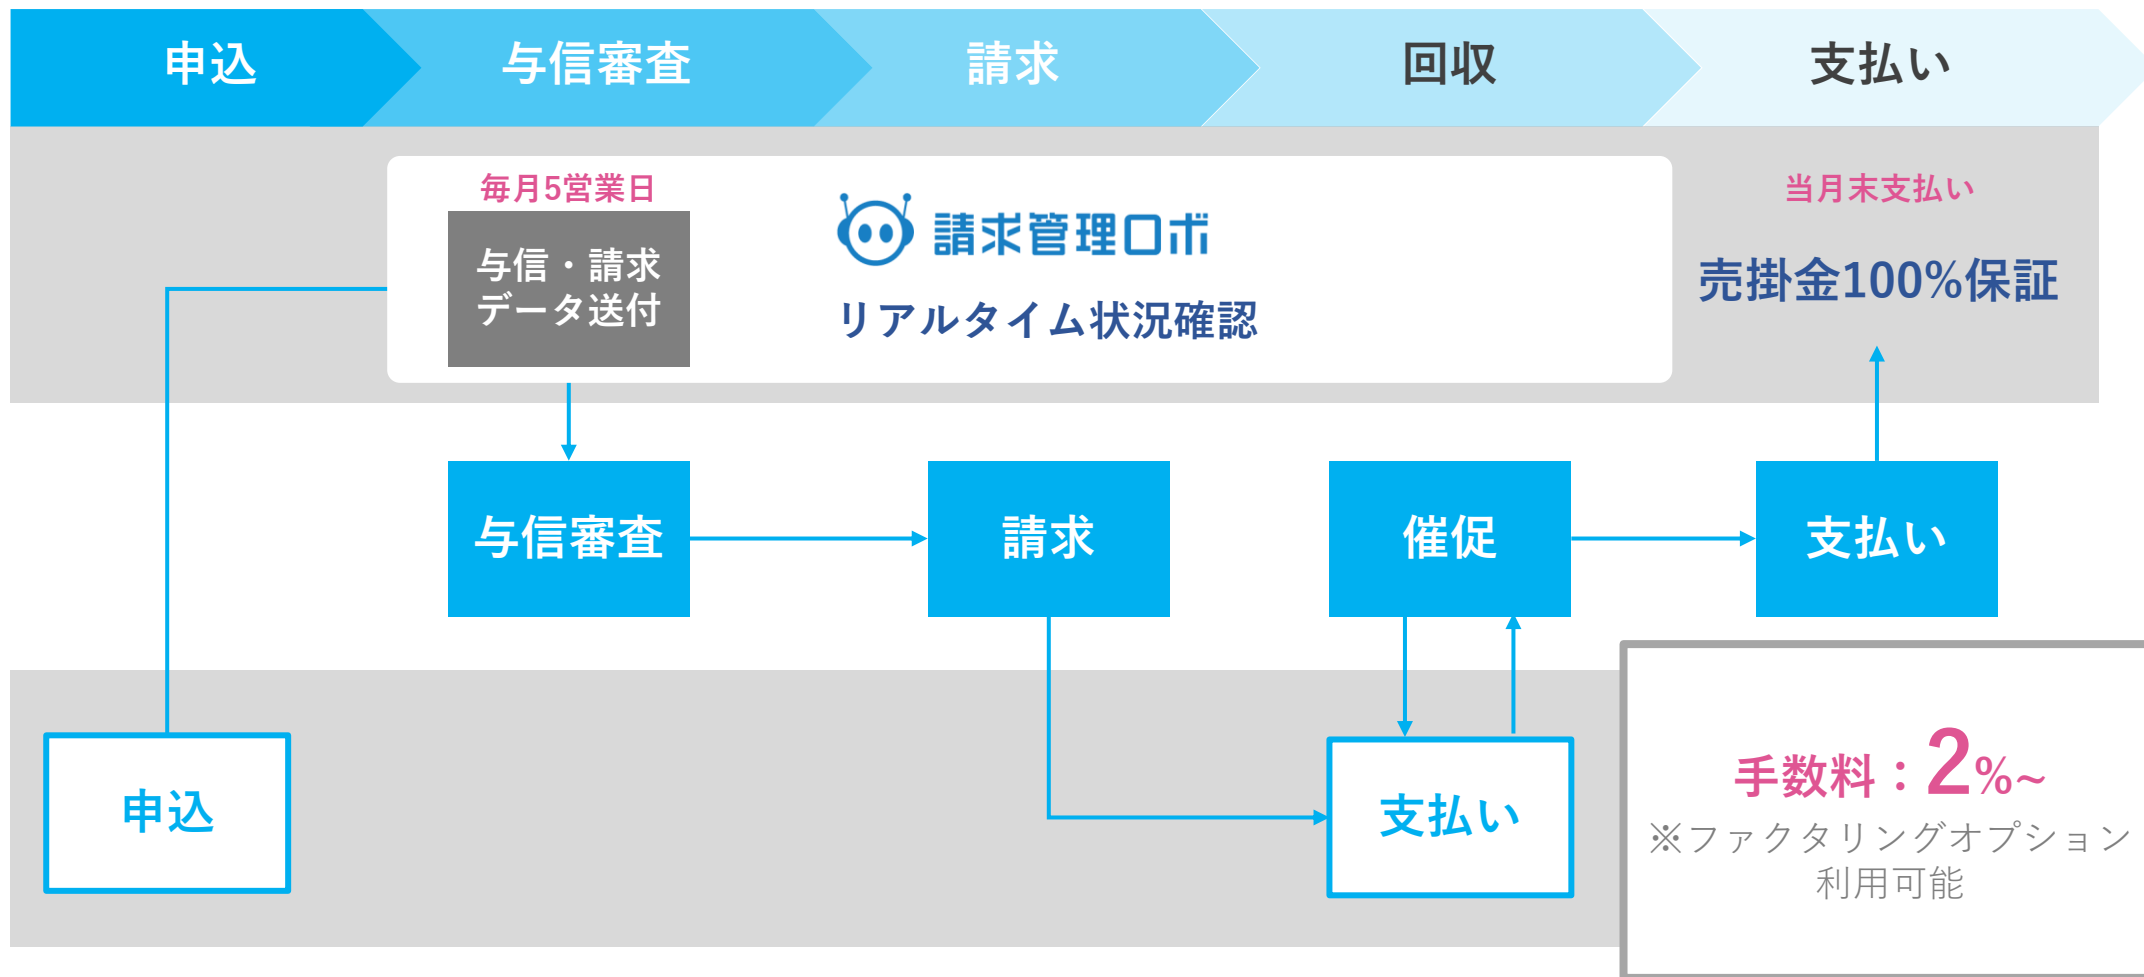 申込
与信審査
請求
回収
支払い
毎月5営業日
与信・請求
データ送付
請求管理ロボ
リアルタイム状況確認
当月末支払い
売掛金100%保証
与信審査
請求
催促
支払い
申込
支払い
手数料：2%~
※ファクタリングオプション
利用可能